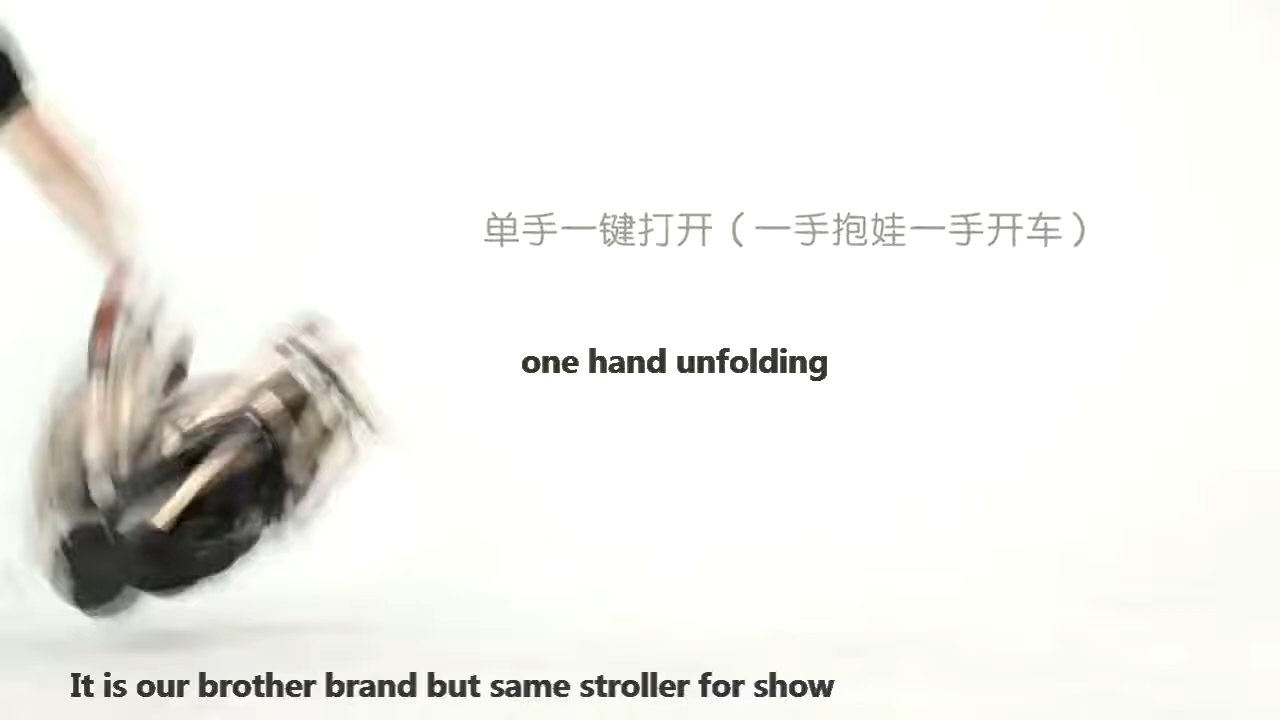 单手一键打开（一手抱娃一手开车）
one hand unfolding
It is our brother brand but same stroller for show